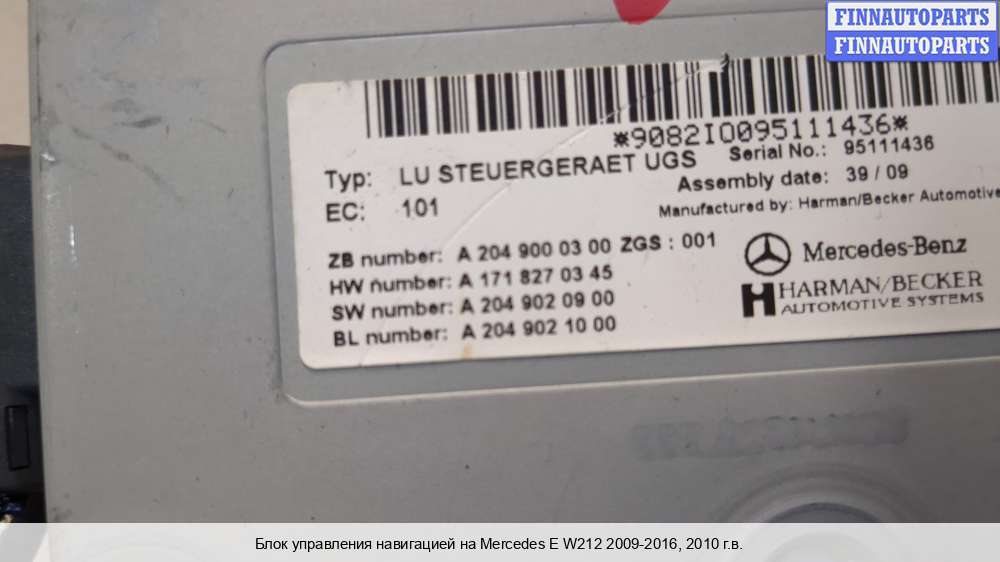 FINNAUTOPARTS
FINNAUTOPARTS
*9082IO095111436*
Typ: LU STEUERGERAET UGS Serial No.: 95111436
EC: 101 Assembly date: 39 / 09
Manufactured by: Harman/Becker Automotive
ZB number: A 204 900 03 00 ZGS : 001
HW number: A 171 827 03 45
SW number: A 204 902 09 00
BL number: A 204 902 10 00
Mercedes-Benz
HARMAN/BECKER
AUTOMOTIVE SYSTEMS
Блок управления навигацией на Mercedes E W212 2009-2016, 2010 г.в.